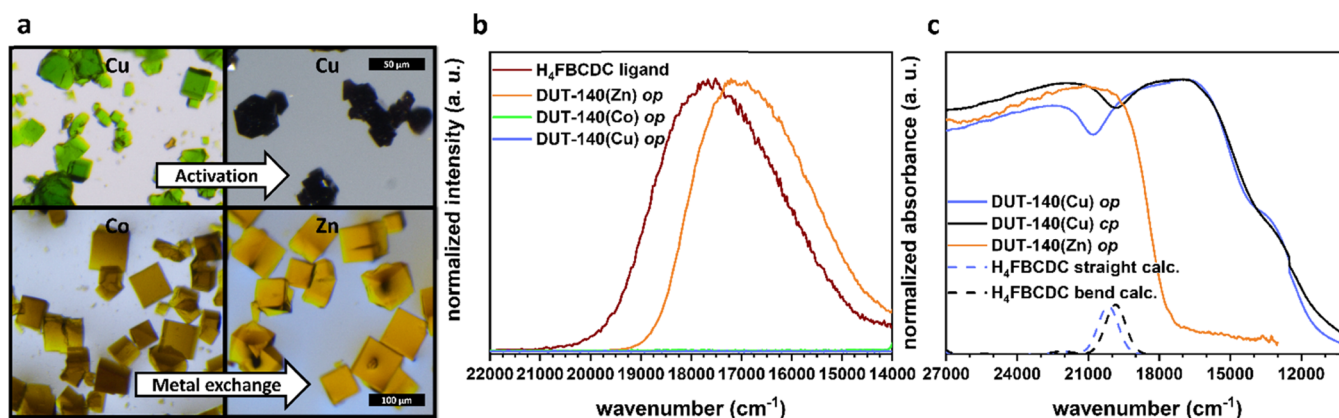 a
Cu
Cu
50 µm
Activation
Co
Zn
Metal exchange
100 µm
b
normalized intensity (a. u.)
H₄FBCDC ligand
DUT-140(Zn) op
DUT-140(Co) op
DUT-140(Cu) op
22000 21000 20000 19000 18000 17000 16000 15000 14000
wavenumber (cm⁻¹)
c
normalized absorbance (a. u.)
DUT-140(Cu) op
DUT-140(Cu) cp
DUT-140(Zn) op
H₄FBCDC straight calc.
H₄FBCDC bend calc.
27000 24000 21000 18000 15000 12000
wavenumber (cm⁻¹)